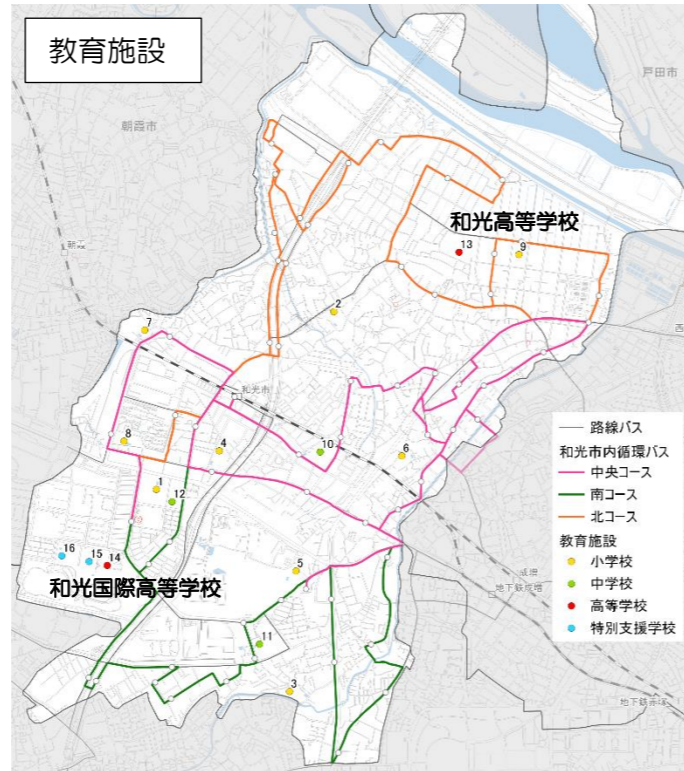 教育施設
戸田市
朝霞市
和光高等学校
13
9
朝霞
2
7
西
和光市
8
4
10
6
1
12
16
15
14
5
和光国際高等学校
11
3
成増
地下鉄成増
地下鉄赤塚
路線バス
和光市内循環バス
中央コース
南コース
北コース
教育施設
小学校
中学校
高等学校
特別支援学校